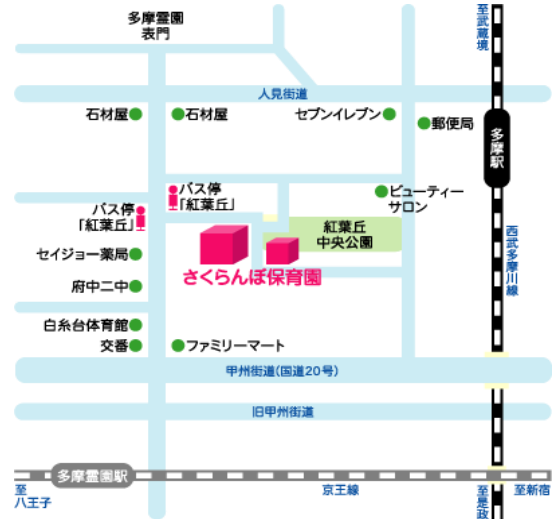 多摩霊園
表門
至武蔵境
人見街道
石材屋
石材屋
セブンイレブン
郵便局
多摩駅
バス停
「紅葉丘」
ビューティー
サロン
バス停
「紅葉丘」
紅葉丘
中央公園
西武多摩川線
セイジョー薬局
さくらんぼ保育園
府中二中
白糸台体育館
交番
ファミリーマート
甲州街道(国道20号)
旧甲州街道
多摩霊園駅
至
八王子
京王線
至是政
至新宿